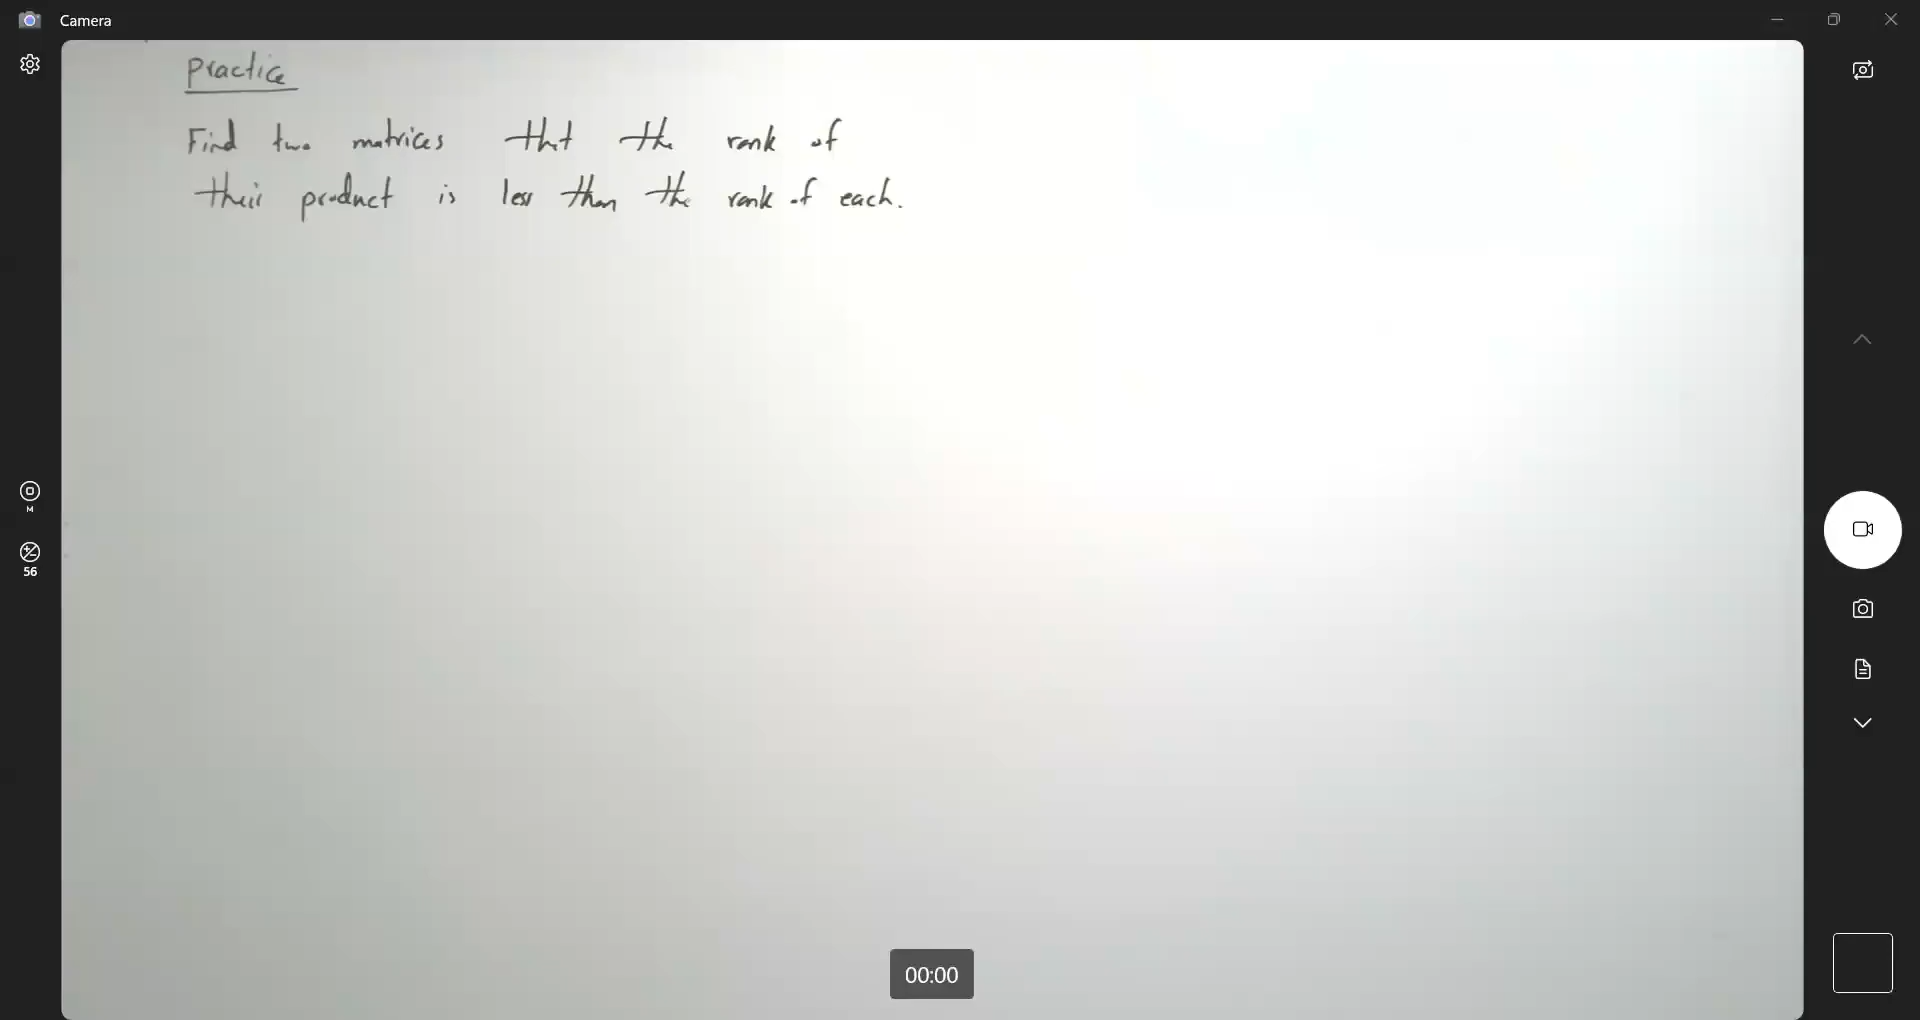 Camera
Practice
Find two matrices that the rank of
their product is less than the rank of each.
M
56
00:00